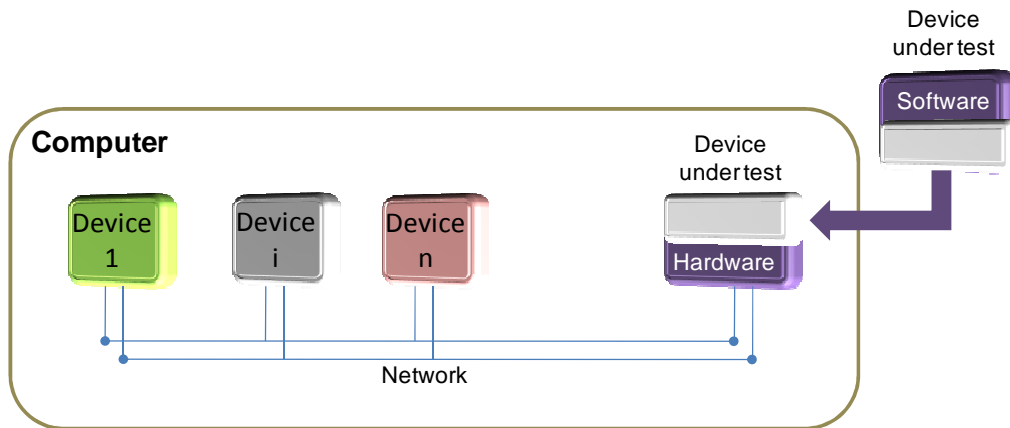 Device
under test
Software
Computer
Device
under test
Device
1
Device
i
Device
n
Hardware
Network